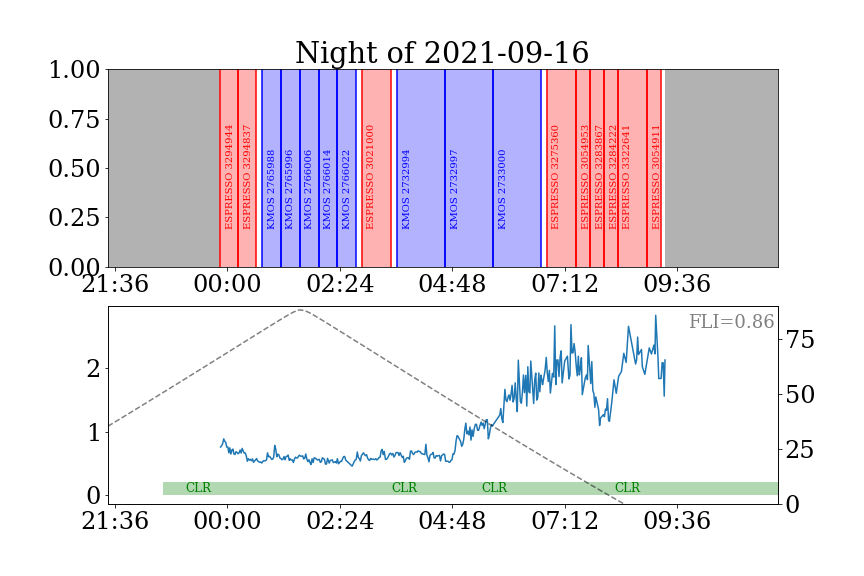 Night of 2021-09-16
1.00
0.75
0.50
0.25
0.00
ESPRESSO 3294944
ESPRESSO 3294837
KMOS 2765988
KMOS 2765996
KMOS 2766006
KMOS 2766014
KMOS 2766022
ESPRESSO 3021000
KMOS 2732994
KMOS 2732997
KMOS 2733000
ESPRESSO 3275360
ESPRESSO 3054953
ESPRESSO 3283867
ESPRESSO 3284222
ESPRESSO 3322641
ESPRESSO 3054911
21:36 00:00 02:24 04:48 07:12 09:36
FLI=0.86
2
1
0
75
50
25
0
CLR CLR CLR CLR
21:36 00:00 02:24 04:48 07:12 09:36